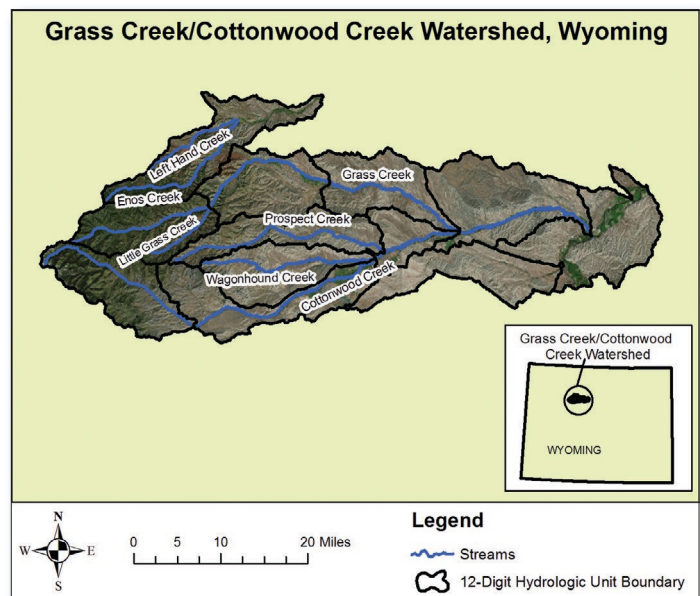 Grass Creek/Cottonwood Creek Watershed, Wyoming
Left Hand Creek
Grass Creek
Enos Creek
Prospect Creek
Little Grass Creek
Wagonhound Creek
Cottonwood Creek
Grass Creek/Cottonwood
Creek Watershed
WYOMING
N
W E
S
0 5 10 20 Miles
Legend
Streams
12-Digit Hydrologic Unit Boundary